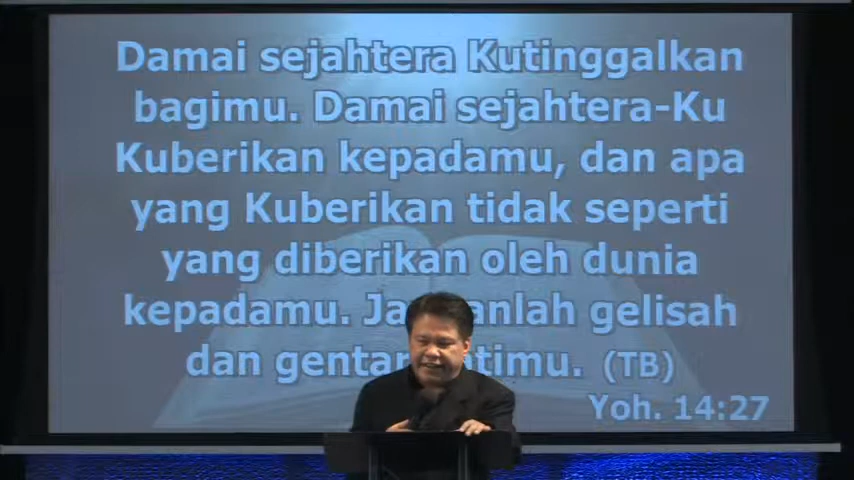 Damai sejahtera Kutinggalkan
bagimu. Damai sejahtera-Ku
Kuberikan kepadamu, dan apa
yang Kuberikan tidak seperti
yang diberikan oleh dunia
kepadamu. gelisah
dan (TB)
Yoh. 14:27